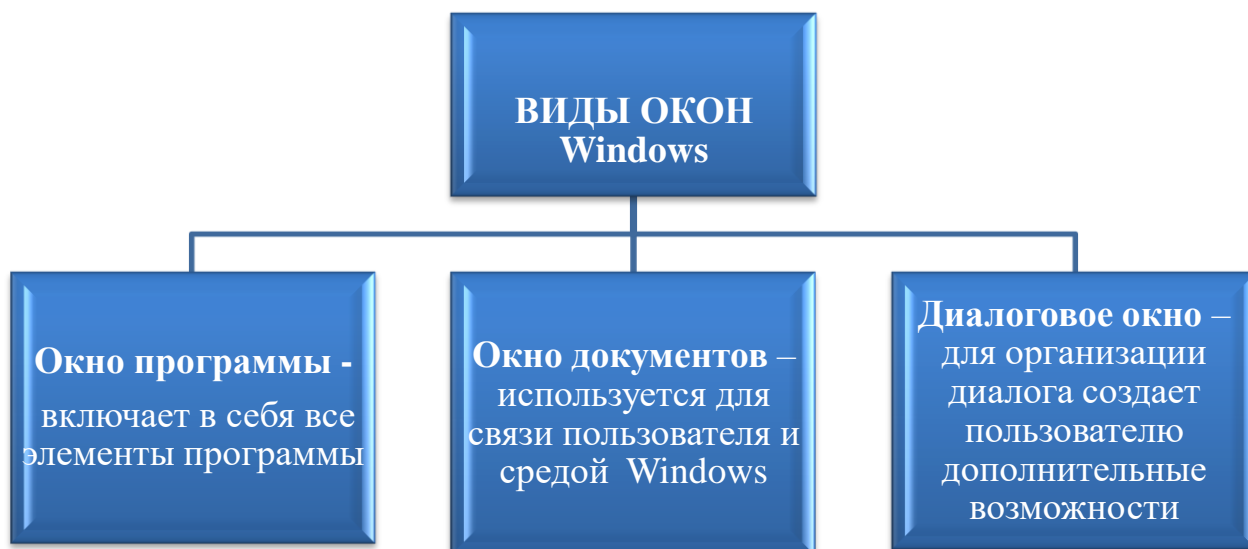 ВИДЫ ОКОН
Windows
Окно программы -
включает в себя все
элементы программы
Окно документов –
используется для
связи пользователя и
средой Windows
Диалоговое окно –
для организации
диалога создает
пользователю
дополнительные
возможности